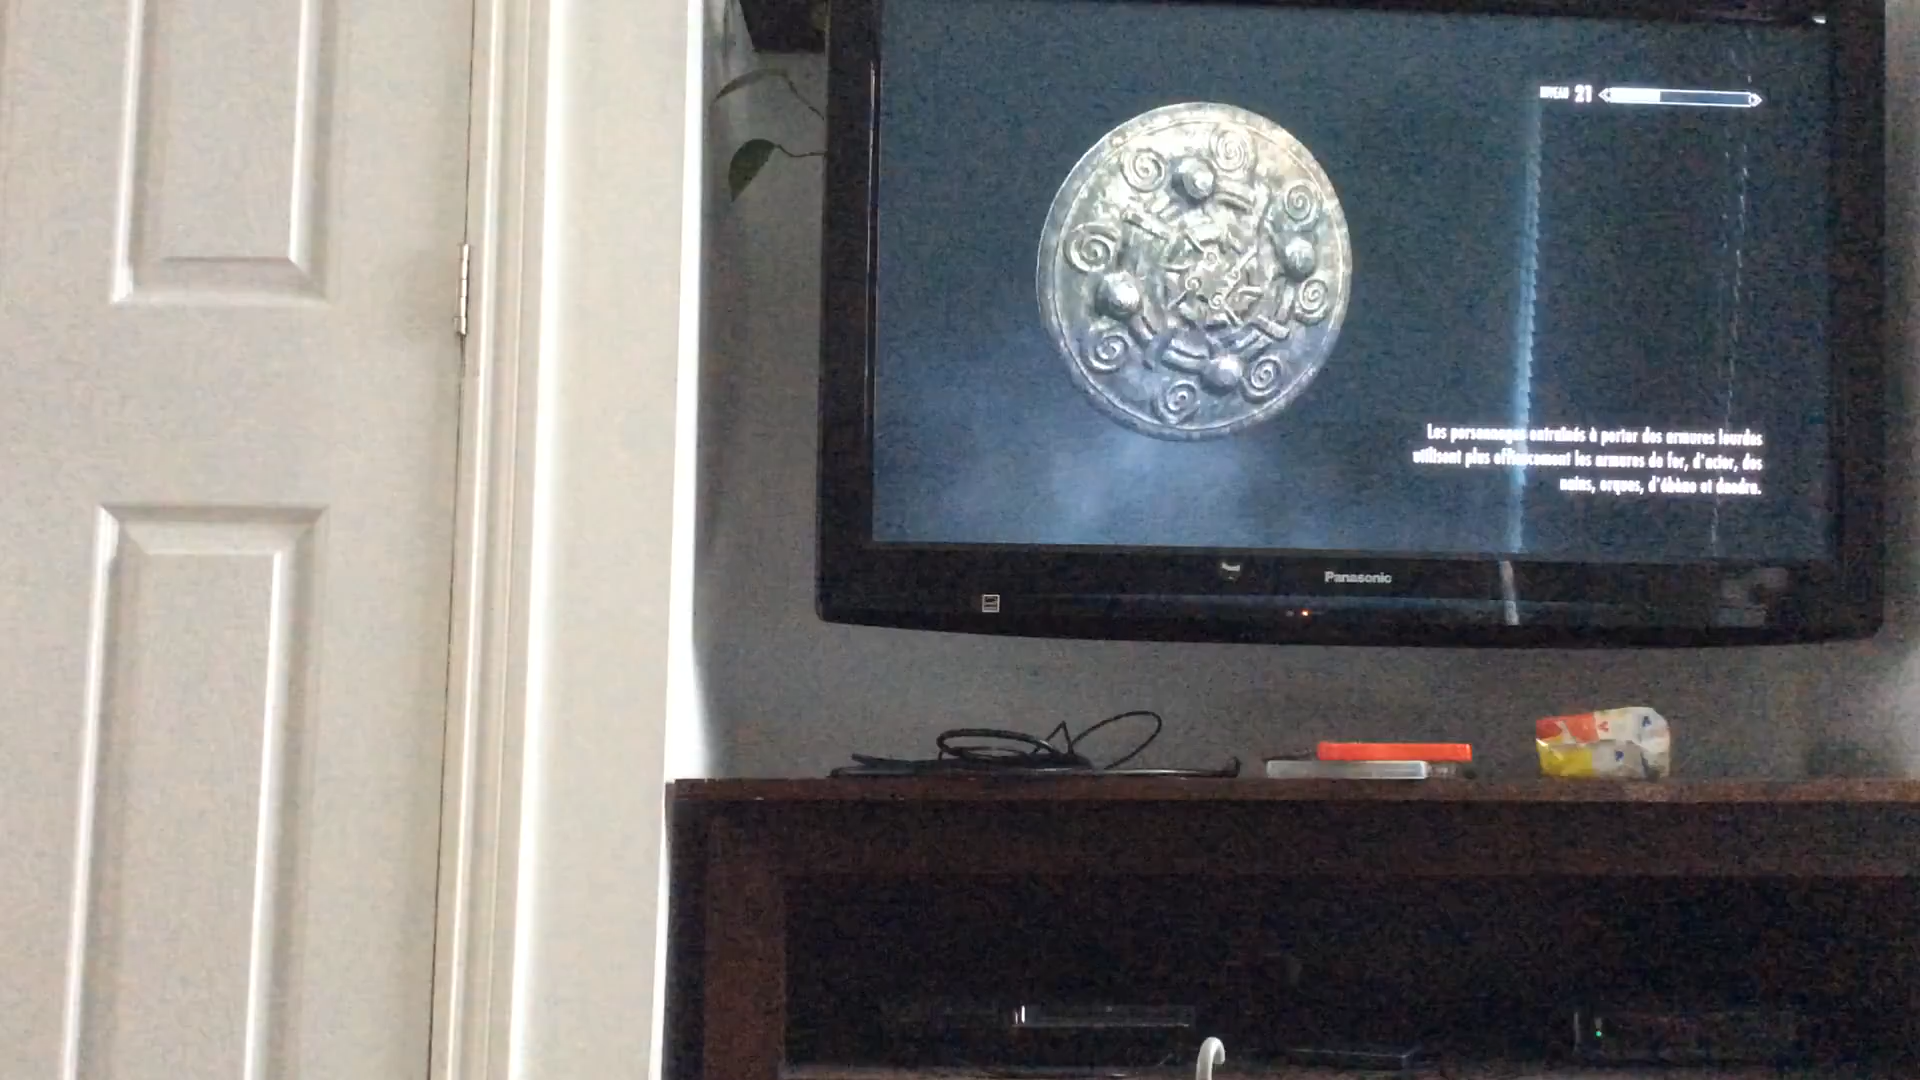 NIVEAU 21
Les personnages entraînés à porter des armures lourdes
utilisent plus efficacement les armures de fer, d'acier, des
nains, orques, d'ébène et daedra.
Panasonic